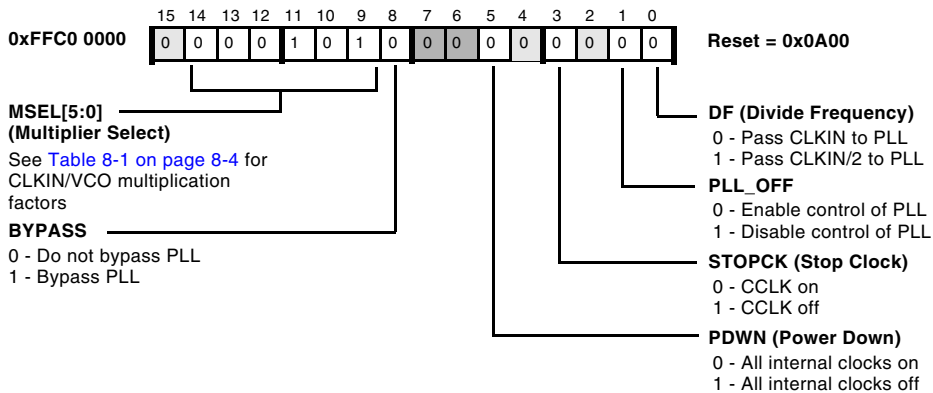 15 14 13 12 11 10 9 8 7 6 5 4 3 2 1 0
0xFFC0 0000 0 0 0 0 1 0 1 0 0 0 0 0 0 0 0 0 Reset = 0x0A00
MSEL[5:0]
(Multiplier Select)
See Table 8-1 on page 8-4 for
CLKIN/VCO multiplication
factors
BYPASS
0 - Do not bypass PLL
1 - Bypass PLL
DF (Divide Frequency)
0 - Pass CLKIN to PLL
1 - Pass CLKIN/2 to PLL
PLL_OFF
0 - Enable control of PLL
1 - Disable control of PLL
STOPCK (Stop Clock)
0 - CCLK on
1 - CCLK off
PDWN (Power Down)
0 - All internal clocks on
1 - All internal clocks off